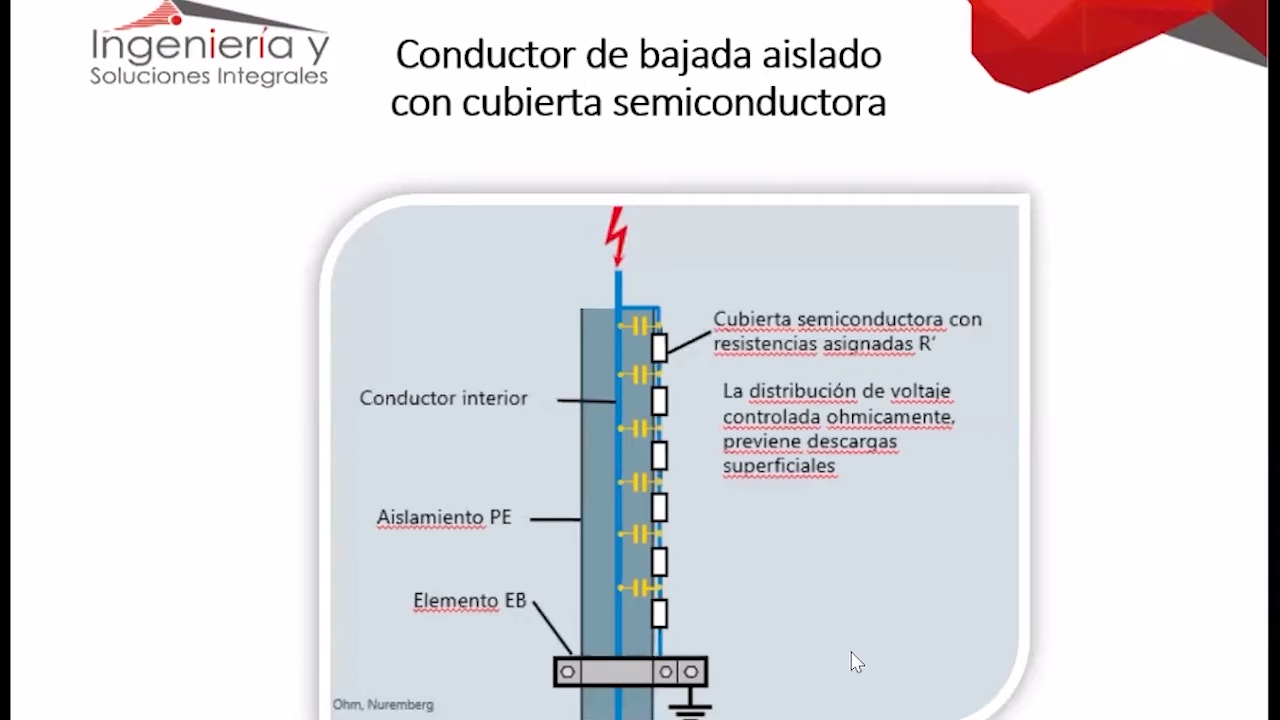 Ingeniería y
Soluciones Integrales
Conductor de bajada aislado
con cubierta semiconductora
Cubierta semiconductora con
resistencias asignadas R'
La distribución de voltaje
controlada ohmicamente,
previene descargas
superficiales
Conductor interior
Aislamiento PE
Elemento EB
Ohm, Nuremberg